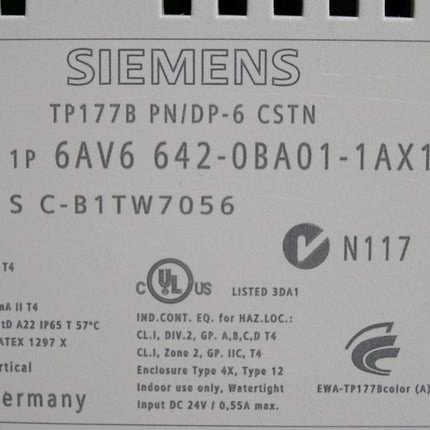 SIEMENS
TP177B PN/DP-6 CSTN
1P 6AV6 642-0BA01-1AX1
S C-B1TW7056
N117
T4
C UL US LISTED 3DA1
mA II T4
tD A22 IP65 T 57°C
ATEX 1297 X
IND.CONT. EQ. for HAZ.LOC.:
CL.I, DIV.2, GP. A,B,C,D T4
CL.I, Zone 2, GP. IIC, T4
Enclosure Type 4X, Type 12
Indoor use only, Watertight
Input DC 24V / 0,55A max.
EWA-TP177Bcolor (A)